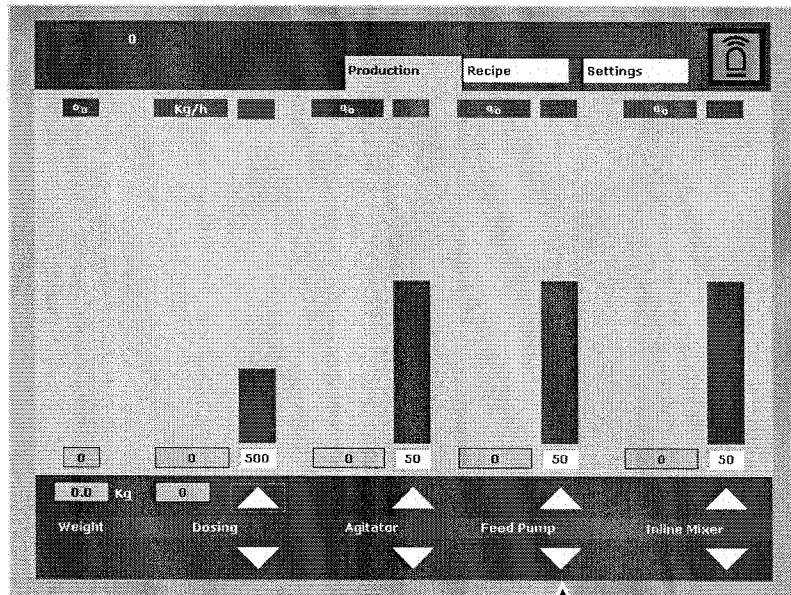 0
Production Recipe Settings
% Kg/h % % %
0 0 500 0 50 0 50 0 50
0.0 Kg 0
Weight Dosing Agitator Feed Pump Inline Mixer